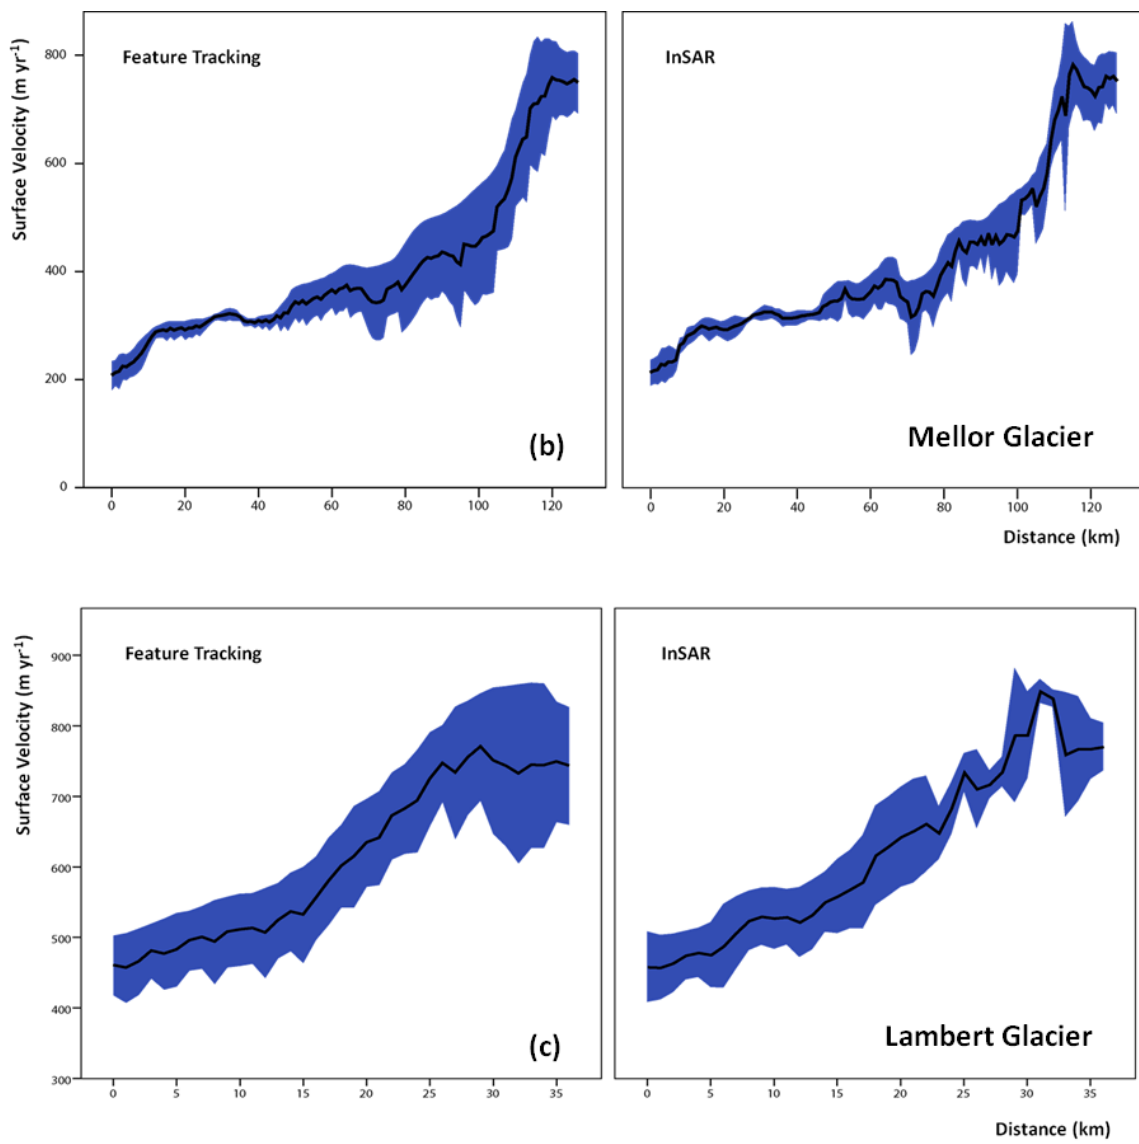 Surface Velocity (m yr-1)
Feature Tracking
InSAR
800
600
400
200
0
(b)
Mellor Glacier
0 20 40 60 80 100 120
0 20 40 60 80 100 120
Distance (km)
Surface Velocity (m yr-1)
Feature Tracking
InSAR
900
800
700
600
500
400
300
(c)
Lambert Glacier
0 5 10 15 20 25 30 35
0 5 10 15 20 25 30 35
Distance (km)